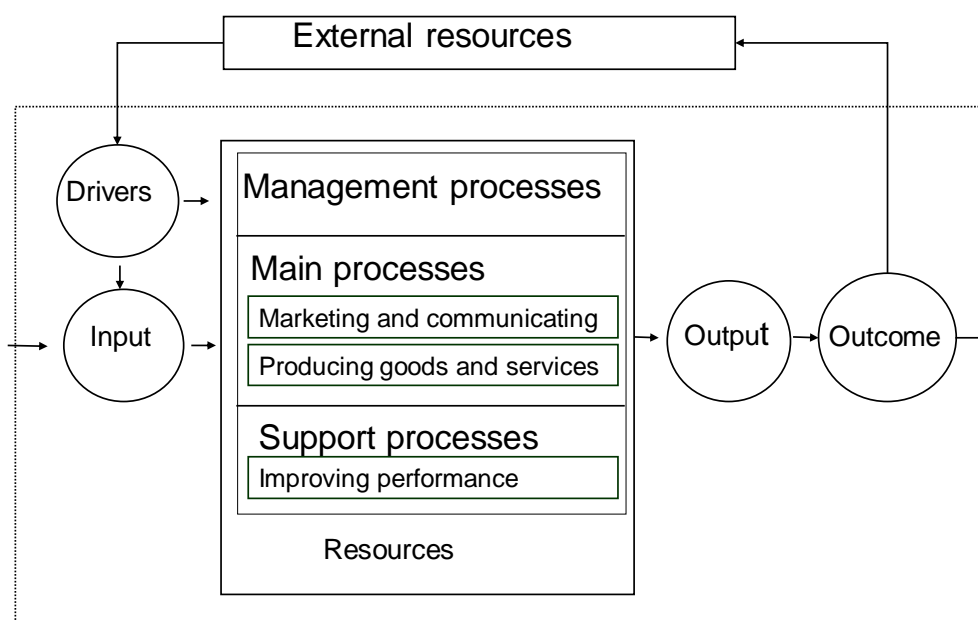 External resources
Drivers
Management processes
Main processes
Input
Marketing and communicating
Producing goods and services
Output
Outcome
Support processes
Improving performance
Resources